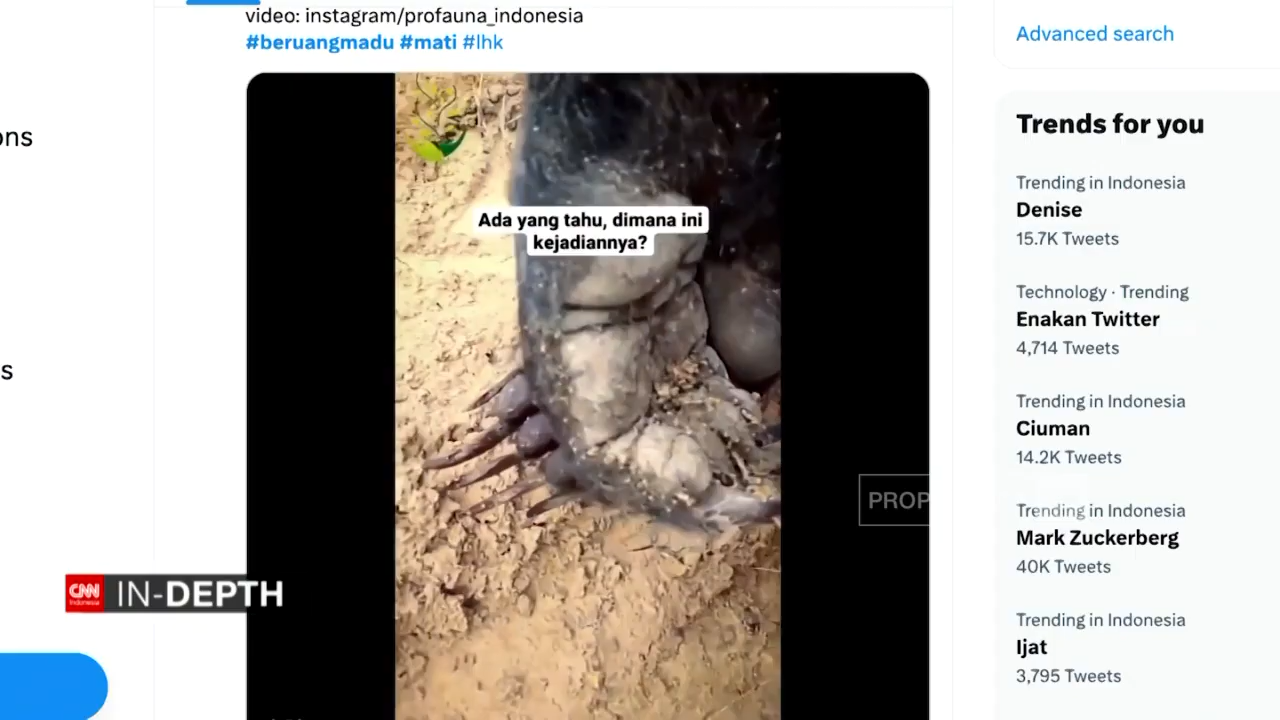 video: instagram/profauna_indonesia
#beruangmadu #mati #lhk
Ada yang tahu, dimana ini
kejadiannya?
PROP
CNN
Indonesia
IN-DEPTH
ons
s
Advanced search
Trends for you
Trending in Indonesia
Denise
15.7K Tweets
Technology · Trending
Enakan Twitter
4,714 Tweets
Trending in Indonesia
Ciuman
14.2K Tweets
Trending in Indonesia
Mark Zuckerberg
40K Tweets
Trending in Indonesia
Ijat
3,795 Tweets